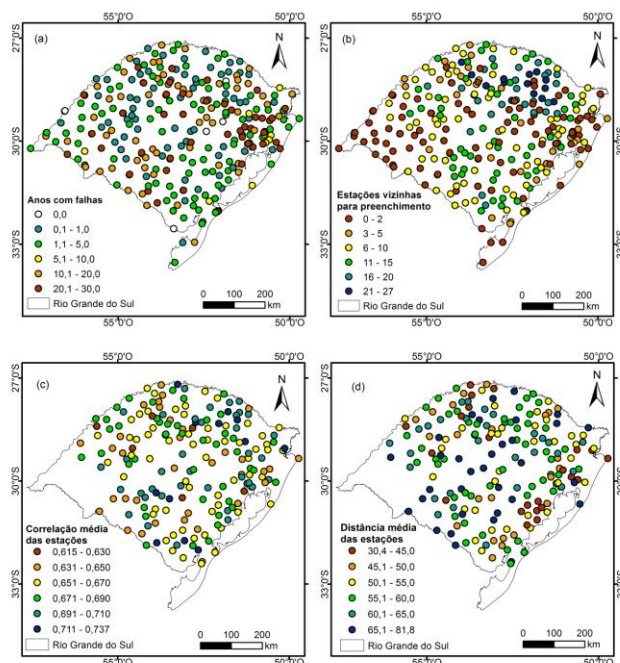 55°0'O 50°0'O
27°0'S
30°0'S
33°0'S
(a)
N
Anos com falhas
0,0
0,1 - 1,0
1,1 - 5,0
5,1 - 10,0
10,1 - 20,0
20,1 - 30,0
Rio Grande do Sul
0 100 200
km
55°0'O 50°0'O
55°0'O 50°0'O
27°0'S
30°0'S
33°0'S
(b)
N
Estações vizinhas
para preenchimento
0 - 2
3 - 5
6 - 10
11 - 15
16 - 20
21 - 27
Rio Grande do Sul
0 100 200
km
55°0'O 50°0'O
27°0'S
30°0'S
33°0'S
(c)
N
Correlação média
das estações
0,615 - 0,630
0,631 - 0,650
0,651 - 0,670
0,671 - 0,690
0,691 - 0,710
0,711 - 0,737
Rio Grande do Sul
0 100 200
km
55°0'O 50°0'O
27°0'S
30°0'S
33°0'S
(d)
N
Distância média
das estações
30,4 - 45,0
45,1 - 50,0
50,1 - 55,0
55,1 - 60,0
60,1 - 65,0
65,1 - 81,8
Rio Grande do Sul
0 100 200
km
55°0'O 50°0'O